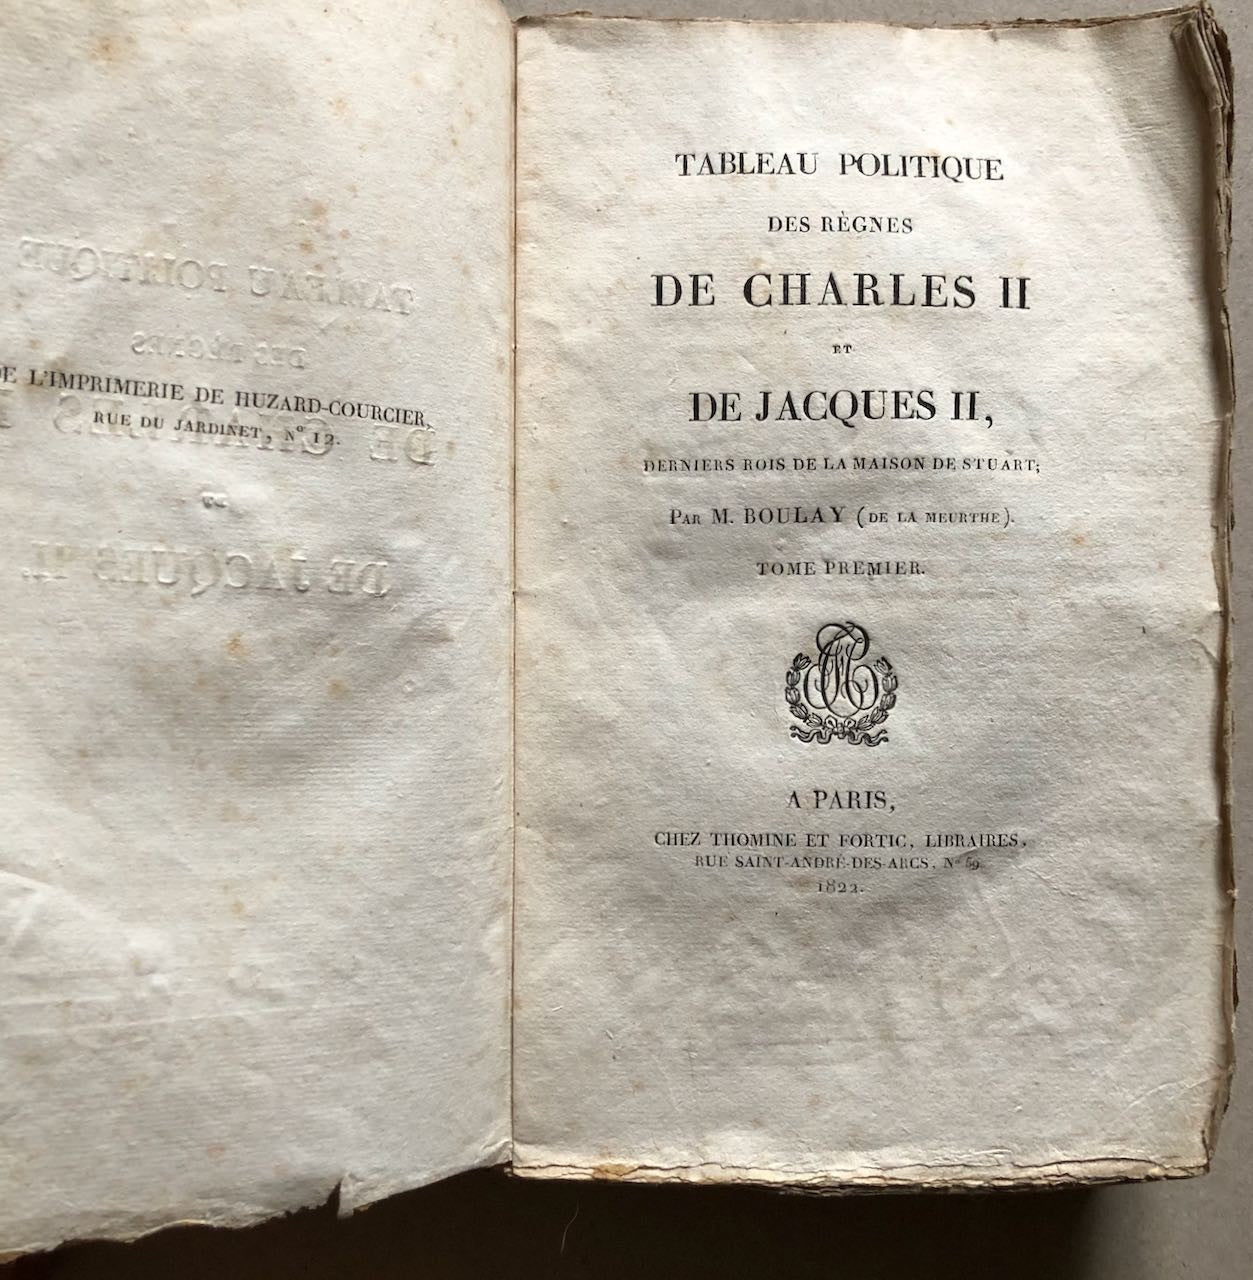 DE L'IMPRIMERIE DE HUZARD-COURCIER,
RUE DU JARDINET, N° 12.
TABLEAU POLITIQUE
DES RÈGNES
DE CHARLES II
ET
DE JACQUES II,
DERNIERS ROIS DE LA MAISON DE STUART;
PAR M. BOULAY (DE LA MEURTHE).
TOME PREMIER.
A PARIS,
CHEZ THOMINE ET FORTIC, LIBRAIRES,
RUE SAINT-ANDRÉ-DES-ARCS, N° 59.
1822.